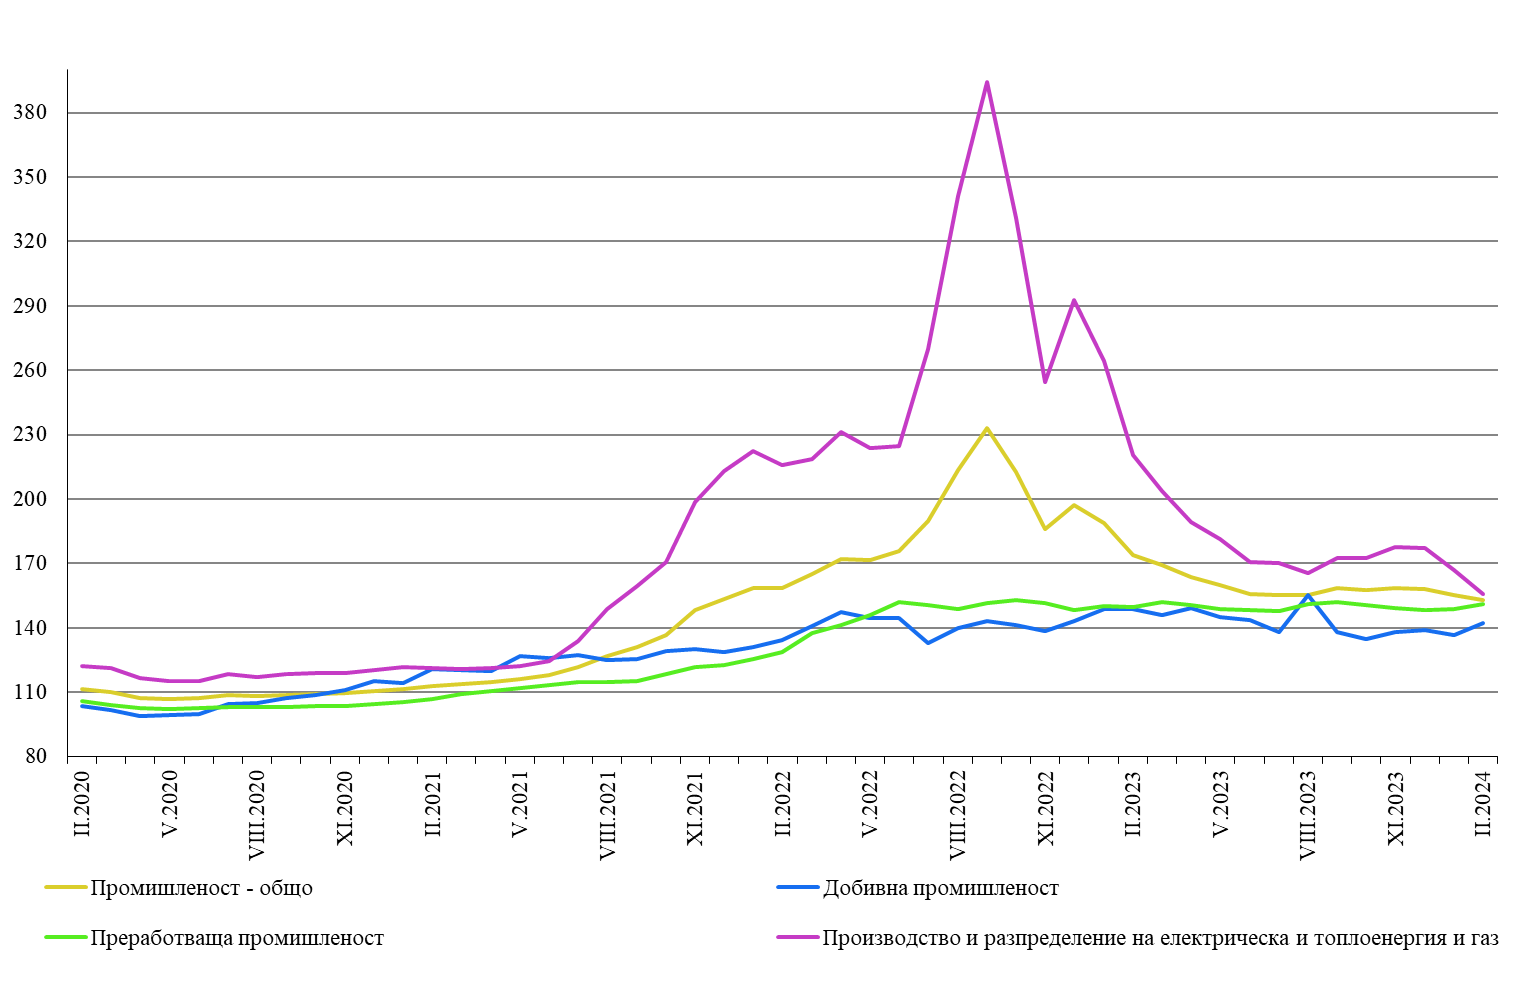 380
350
320
290
260
230
200
170
140
110
80
II.2020
V.2020
VIII.2020
XI.2020
II.2021
V.2021
VIII.2021
XI.2021
II.2022
V.2022
VIII.2022
XI.2022
II.2023
V.2023
VIII.2023
XI.2023
II.2024
Промишленост - общо
Добивна промишленост
Преработваща промишленост
Производство и разпределение на електрическа и топлоенергия и газ